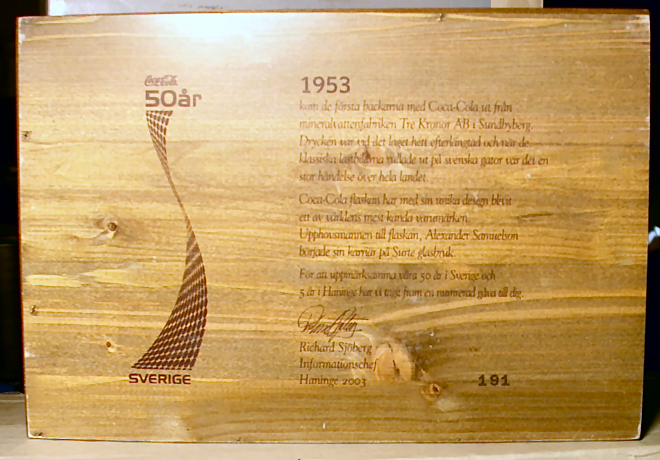 Coca-Cola
50år
SVERIGE
1953
kom de första backarna med Coca-Cola ut från
mineralvattenfabriken Tre Kronor AB i Sundbyberg.
Drycken var vid det laget hett efterlängtad och när de
klassiska lastbilarna rullade ut på svenska gator var det en
stor händelse över hela landet.
Coca-Cola flaskan har med sin unika design blivit
ett av världens mest kända varumärken.
Upphovsmannen till flaskan, Alexander Samuelson
började sin karriär på Surte glasbruk.
För att uppmärksamma våra 50 år i Sverige och
5 år i Haninge har vi tagit fram en numrerad gåva till dig.
Richard Sjöberg
Informationschef
Haninge 2003
191